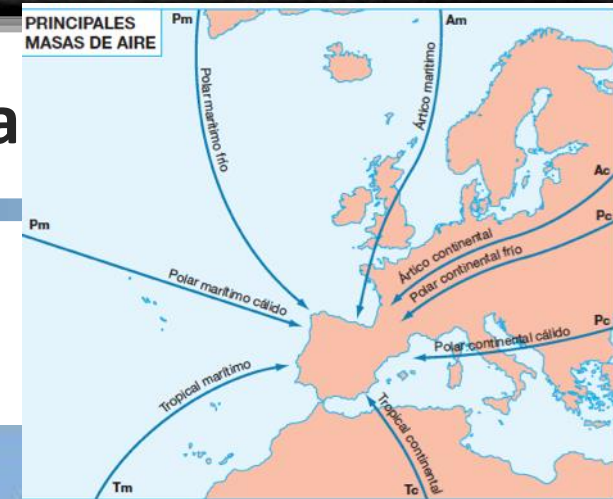 PRINCIPALES
MASAS DE AIRE
Pm
Am
a
Polar marítimo frío
Ártico marítimo
Ac
Pc
Ártico continental
Polar continental frío
Pm
Polar marítimo cálido
Pc
Polar continental cálido
Tropical marítimo
Tropical continental
Tm
Tc